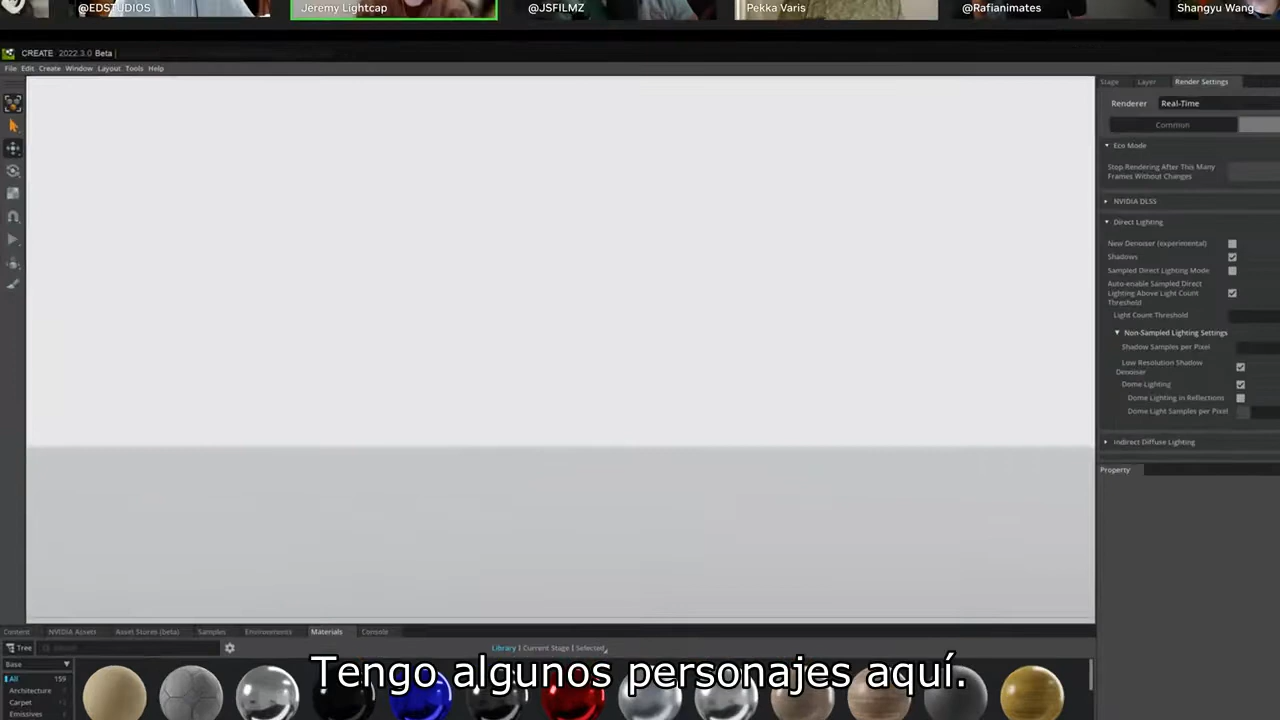 @EDSTUDIOS
Jeremy Lightcap
@JSFILMZ
Pekka Varis
@Rafianimates
Shangyu Wang
CREATE 2022.3.0 Beta |
File Edit Create Window Layout Tools Help
Stage Layer Render Settings
Renderer Real-Time
Common
Eco Mode
Stop Rendering After This Many
Frames Without Changes
NVIDIA DLSS
Direct Lighting
New Denoiser (experimental)
Shadows
Sampled Direct Lighting Mode
Auto-enable Sampled Direct
Lighting Above Light Count
Threshold
Light Count Threshold
Non-Sampled Lighting Settings
Shadow Samples per Pixel
Low Resolution Shadow
Denoiser
Dome Lighting
Dome Lighting in Reflections
Dome Light Samples per Pixel
Indirect Diffuse Lighting
Property
Content NVIDIA Assets Asset Stores (beta) Samples Environments Materials Console
Tree
Library | Current Stage | Selected
Base
All 159
Architecture
Carpet
Emissives
Tengo algunos personajes aquí.